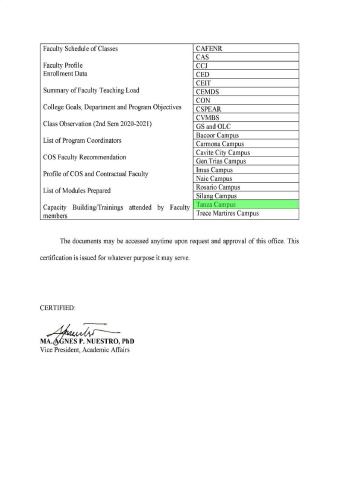 Faculty Schedule of Classes
CAFENR
CAS
Faculty Profile
CCJ
Enrollment Data
CED
CEIT
Summary of Faculty Teaching Load
CEMDS
CON
College Goals, Department and Program Objectives
CSPEAR
CVMBS
Class Observation (2nd Sem 2020-2021)
GS and OLC
Bacoor Campus
List of Program Coordinators
Carmona Campus
Cavite City Campus
COS Faculty Recommendation
Gen Trias Campus
Imus Campus
Profile of COS and Contractual Faculty
Naic Campus
Rosario Campus
List of Modules Prepared
Silang Campus
Tanza Campus
Capacity Building/Trainings attended by Faculty
members
Trece Martires Campus
The documents may be accessed anytime upon request and approval of this office. This
certification is issued for whatever purpose it may serve.
CERTIFIED:
MA. AGNES P. NUESTRO, PhD
Vice President, Academic Affairs